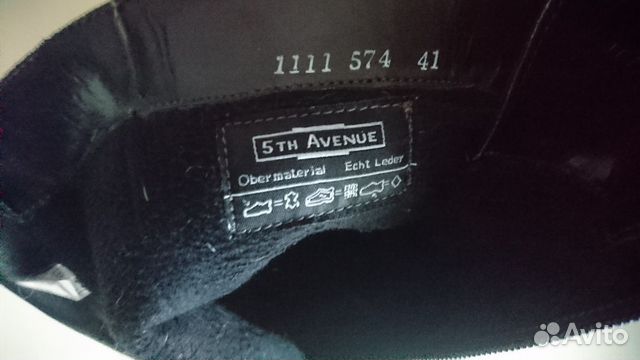 1111 574 41
5TH AVENUE
Obermaterial Echt Leder
Avito